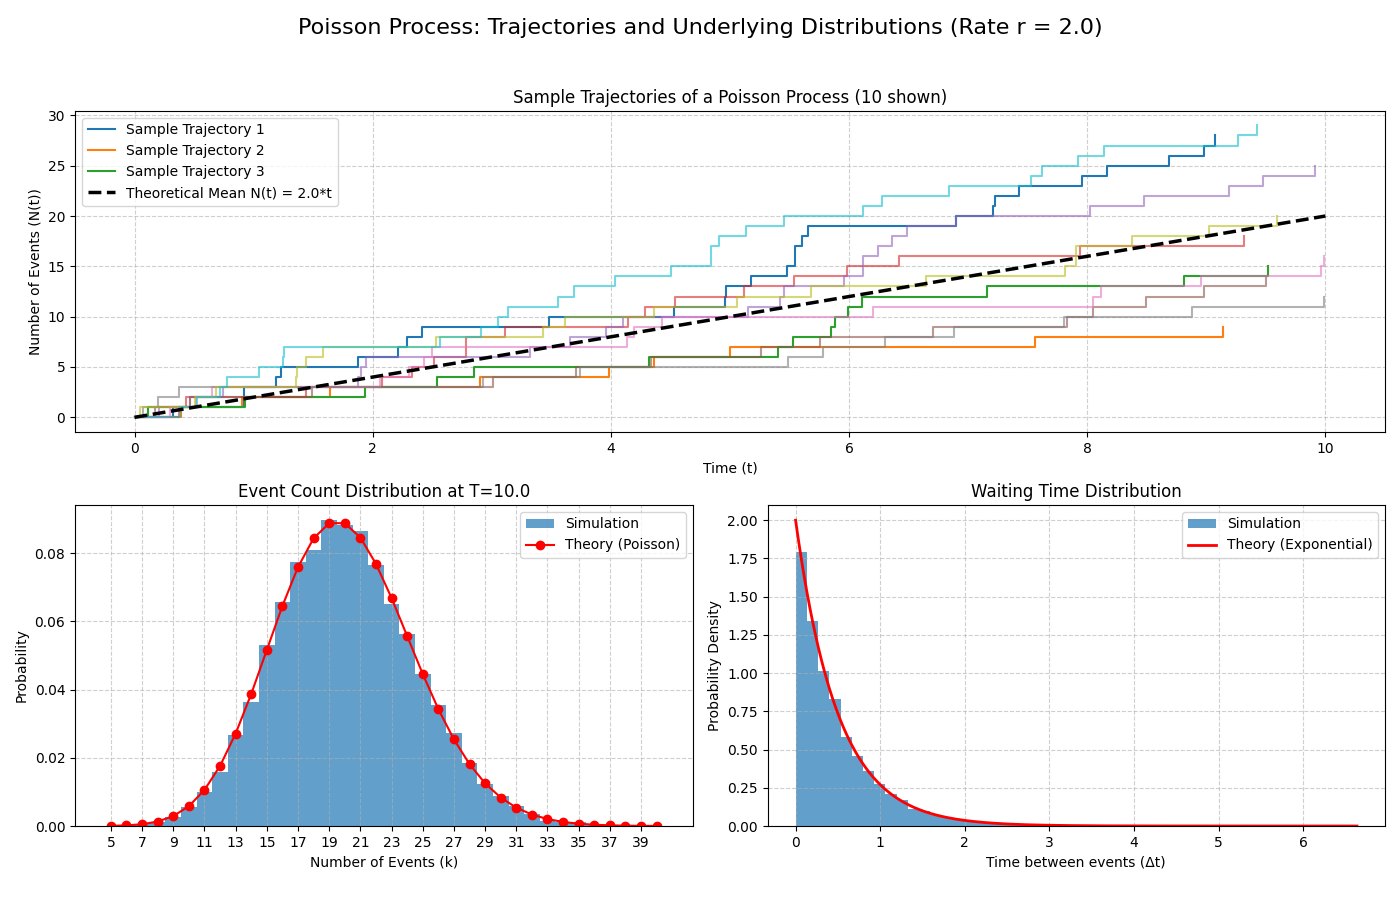 Poisson Process: Trajectories and Underlying Distributions (Rate r = 2.0)
Sample Trajectories of a Poisson Process (10 shown)
Number of Events (N(t))
30
25
20
15
10
5
0
Sample Trajectory 1
Sample Trajectory 2
Sample Trajectory 3
Theoretical Mean N(t) = 2.0*t
0 2 4 6 8 10
Time (t)
Event Count Distribution at T=10.0
Probability
0.08
0.06
0.04
0.02
0.00
Simulation
Theory (Poisson)
5 7 9 11 13 15 17 19 21 23 25 27 29 31 33 35 37 39
Number of Events (k)
Waiting Time Distribution
Probability Density
2.00
1.75
1.50
1.25
1.00
0.75
0.50
0.25
0.00
Simulation
Theory (Exponential)
0 1 2 3 4 5 6
Time between events (Δt)